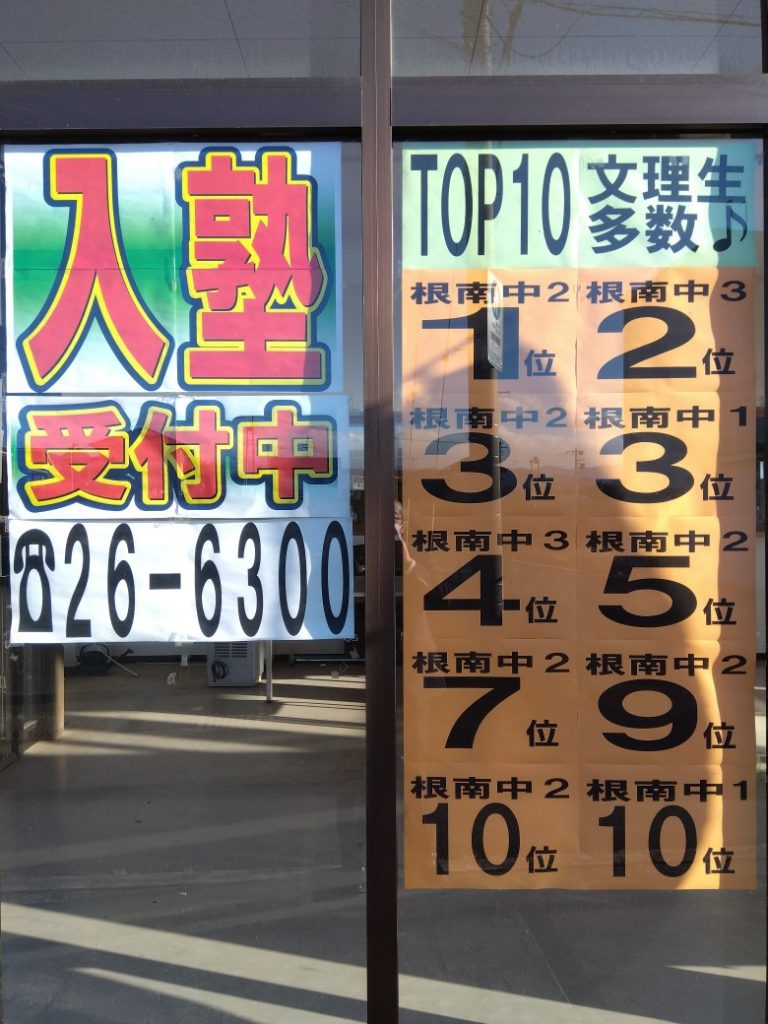 入塾
受付中
☎26-6300
TOP10 文理生
多数♪
根南中2 根南中3
1位 2位
根南中2 根南中1
3位 3位
根南中3 根南中2
4位 5位
根南中2 根南中2
7位 9位
根南中2 根南中1
10位 10位